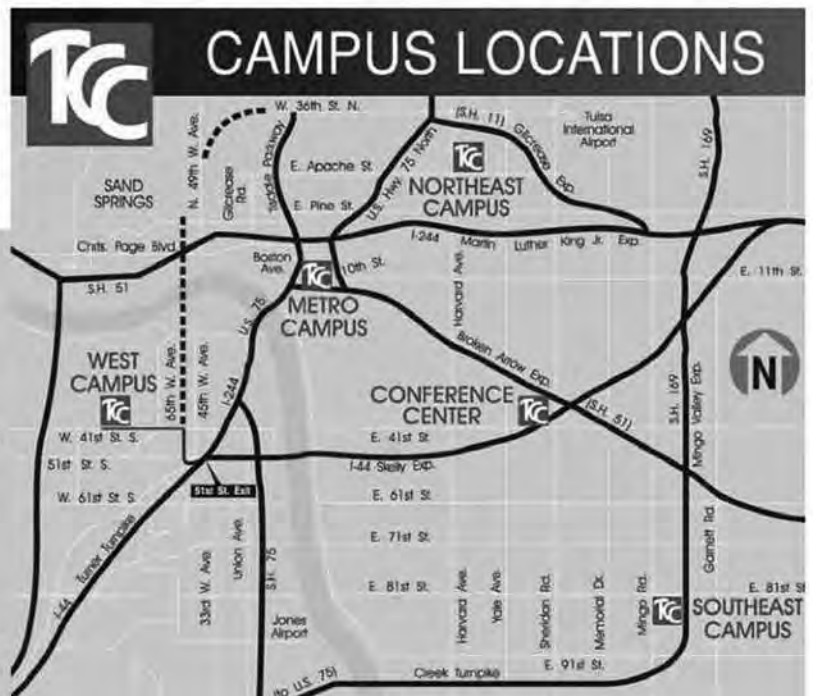 TCC
CAMPUS LOCATIONS
W. 36th St. N.
(S.H. 11)
Gilcrease Exp.
Tulsa
International
Airport
S.H. 169
N. 49th W. Ave.
Gilcrease
Rd.
Tisdale Parkway
U.S. Hwy. 75 North
E. Apache St.
TCC
NORTHEAST
CAMPUS
SAND
SPRINGS
E. Pine St.
Chrls. Page Blvd.
I-244
Martin Luther King Jr. Exp.
Boston
Ave.
10th St.
E. 11th St.
S.H. 51
TCC
METRO
CAMPUS
Harvard Ave.
U.S. 75
Broken Arrow Exp.
(S.H. 51)
N
WEST
CAMPUS
TCC
65th W. Ave.
45th W. Ave.
I-244
CONFERENCE
CENTER
TCC
S.H. 169
Mingo Valley Exp.
W. 41st St. S.
E. 41st St.
51st St. S.
I-44 Skelly Exp.
W. 61st St. S.
51st St. Exit
E. 61st St.
I-44 Turner Turnpike
33rd W. Ave.
Union Ave.
S.H. 75
E. 71st St.
Garnett Rd.
E. 81st St.
Harvard Ave.
Yale Ave.
Sheridan Rd.
Memorial Dr.
Mingo Rd.
E. 81st St
TCC
SOUTHEAST
CAMPUS
Jones
Airport
E. 91st St.
Creek Turnpike
(to U.S. 75)